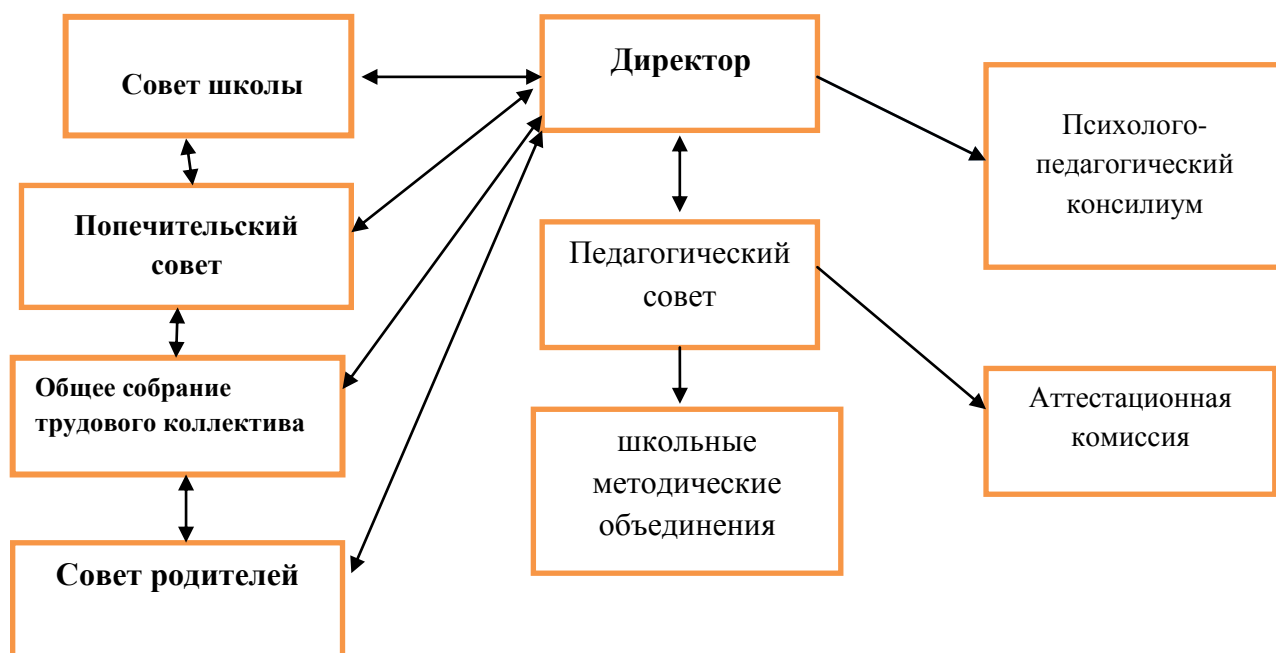 Совет школы
Директор
Психолого-
педагогический
консилиум
Попечительский
совет
Педагогический
совет
Общее собрание
трудового коллектива
Аттестационная
комиссия
школьные
методические
объединения
Совет родителей